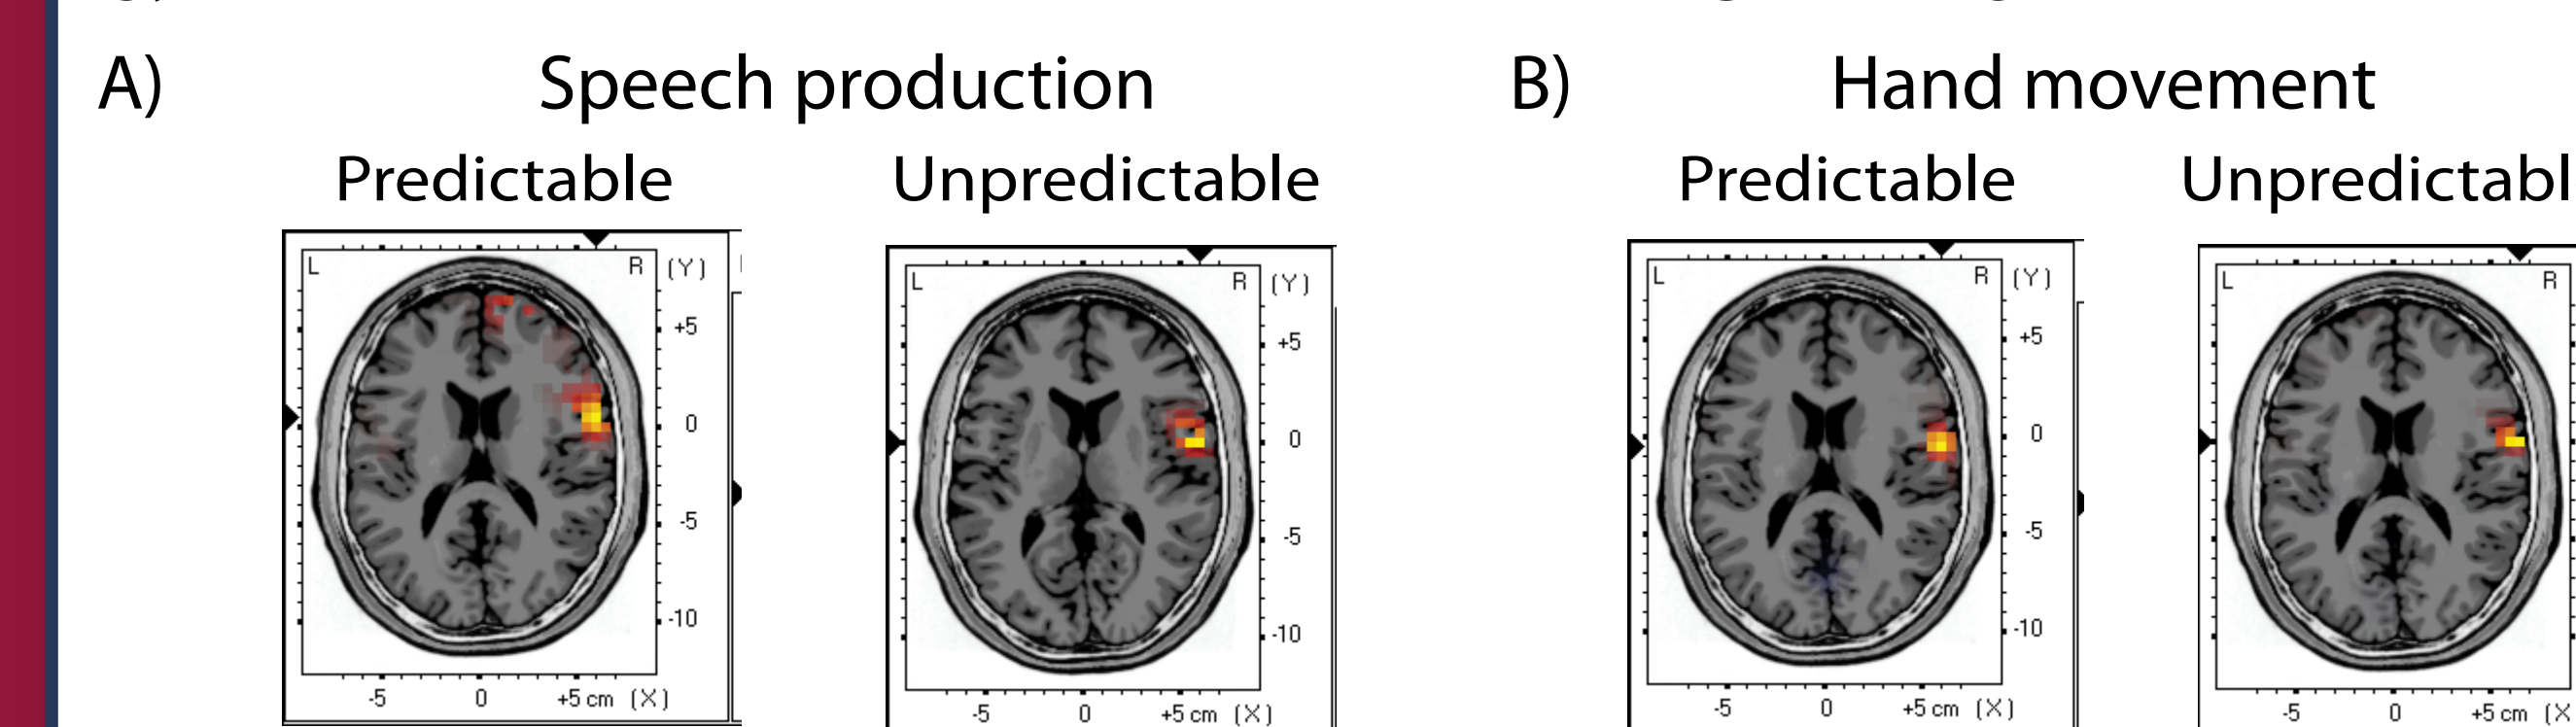 A) Speech production B) Hand movement
Predictable Unpredictable Predictable Unpredictabl
L R (Y) L R (Y) L R (Y) L R
+5 +5 +5
0 0 0
-5 -5 -5
-10 -10 -10
-5 0 +5 cm (X) -5 0 +5 cm (X) -5 0 +5 cm (X) -5 0 +5 cm (X